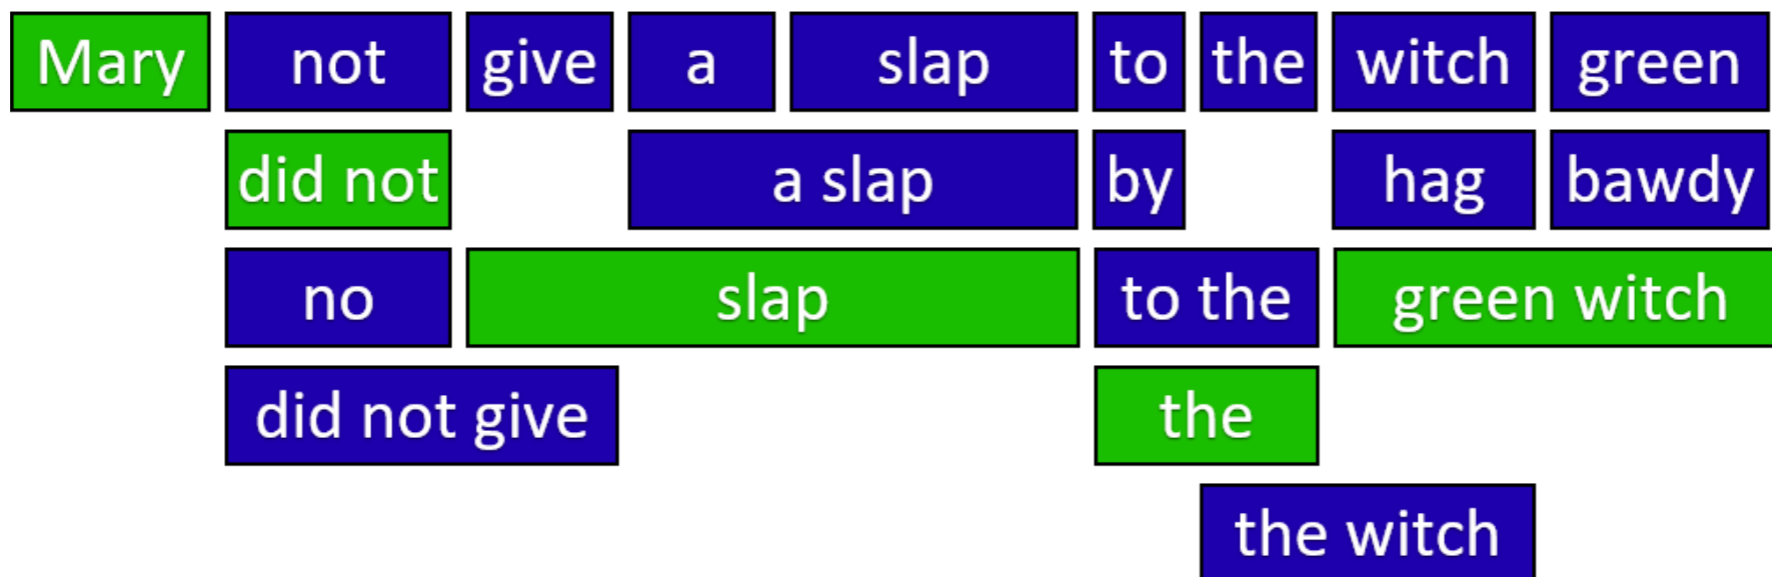 Mary not give a slap to the witch green
did not a slap by hag bawdy
no slap to the green witch
did not give the
the witch